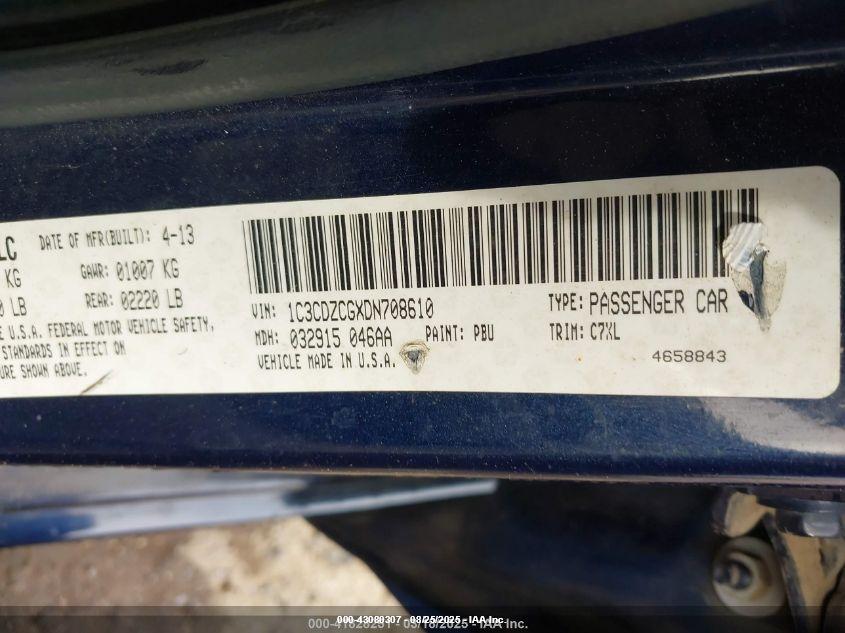 LC DATE OF MFR(BUILT): 4-13
KG GAWR: 01007 KG
LB REAR: 02220 LB
U.S.A. FEDERAL MOTOR VEHICLE SAFETY,
STANDARDS IN EFFECT ON
URE SHOWN ABOVE.
VIN: 1C3CDZCGXDN708610 TYPE: PASSENGER CAR
MDH: 032915 046AA PAINT: PBU TRIM: C7XL
VEHICLE MADE IN U.S.A. 4658843
000-43080307 - 08/25/2025 - IAA Inc.